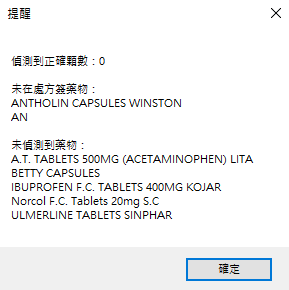 提醒
偵測到正確顆數：0
未在處方簽藥物：
ANTHOLIN CAPSULES WINSTON
AN
未偵測到藥物：
A.T. TABLETS 500MG (ACETAMINOPHEN) LITA
BETTY CAPSULES
IBUPROFEN F.C. TABLETS 400MG KOJAR
Norcol F.C. Tablets 20mg S.C
ULMERLINE TABLETS SINPHAR
確定